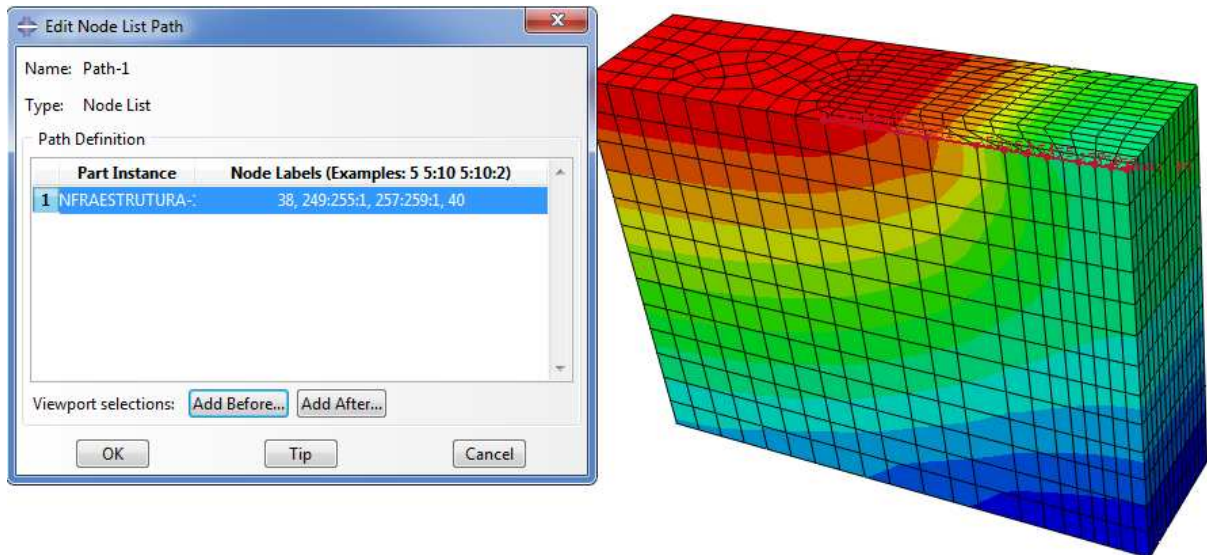 Edit Node List Path
Name: Path-1
Type: Node List
Path Definition
Part Instance Node Labels (Examples: 5 5:10 5:10:2)
1 NFRAESTRUTURA- 38, 249:255:1, 257:259:1, 40
Viewport selections: Add Before... Add After...
OK Tip Cancel